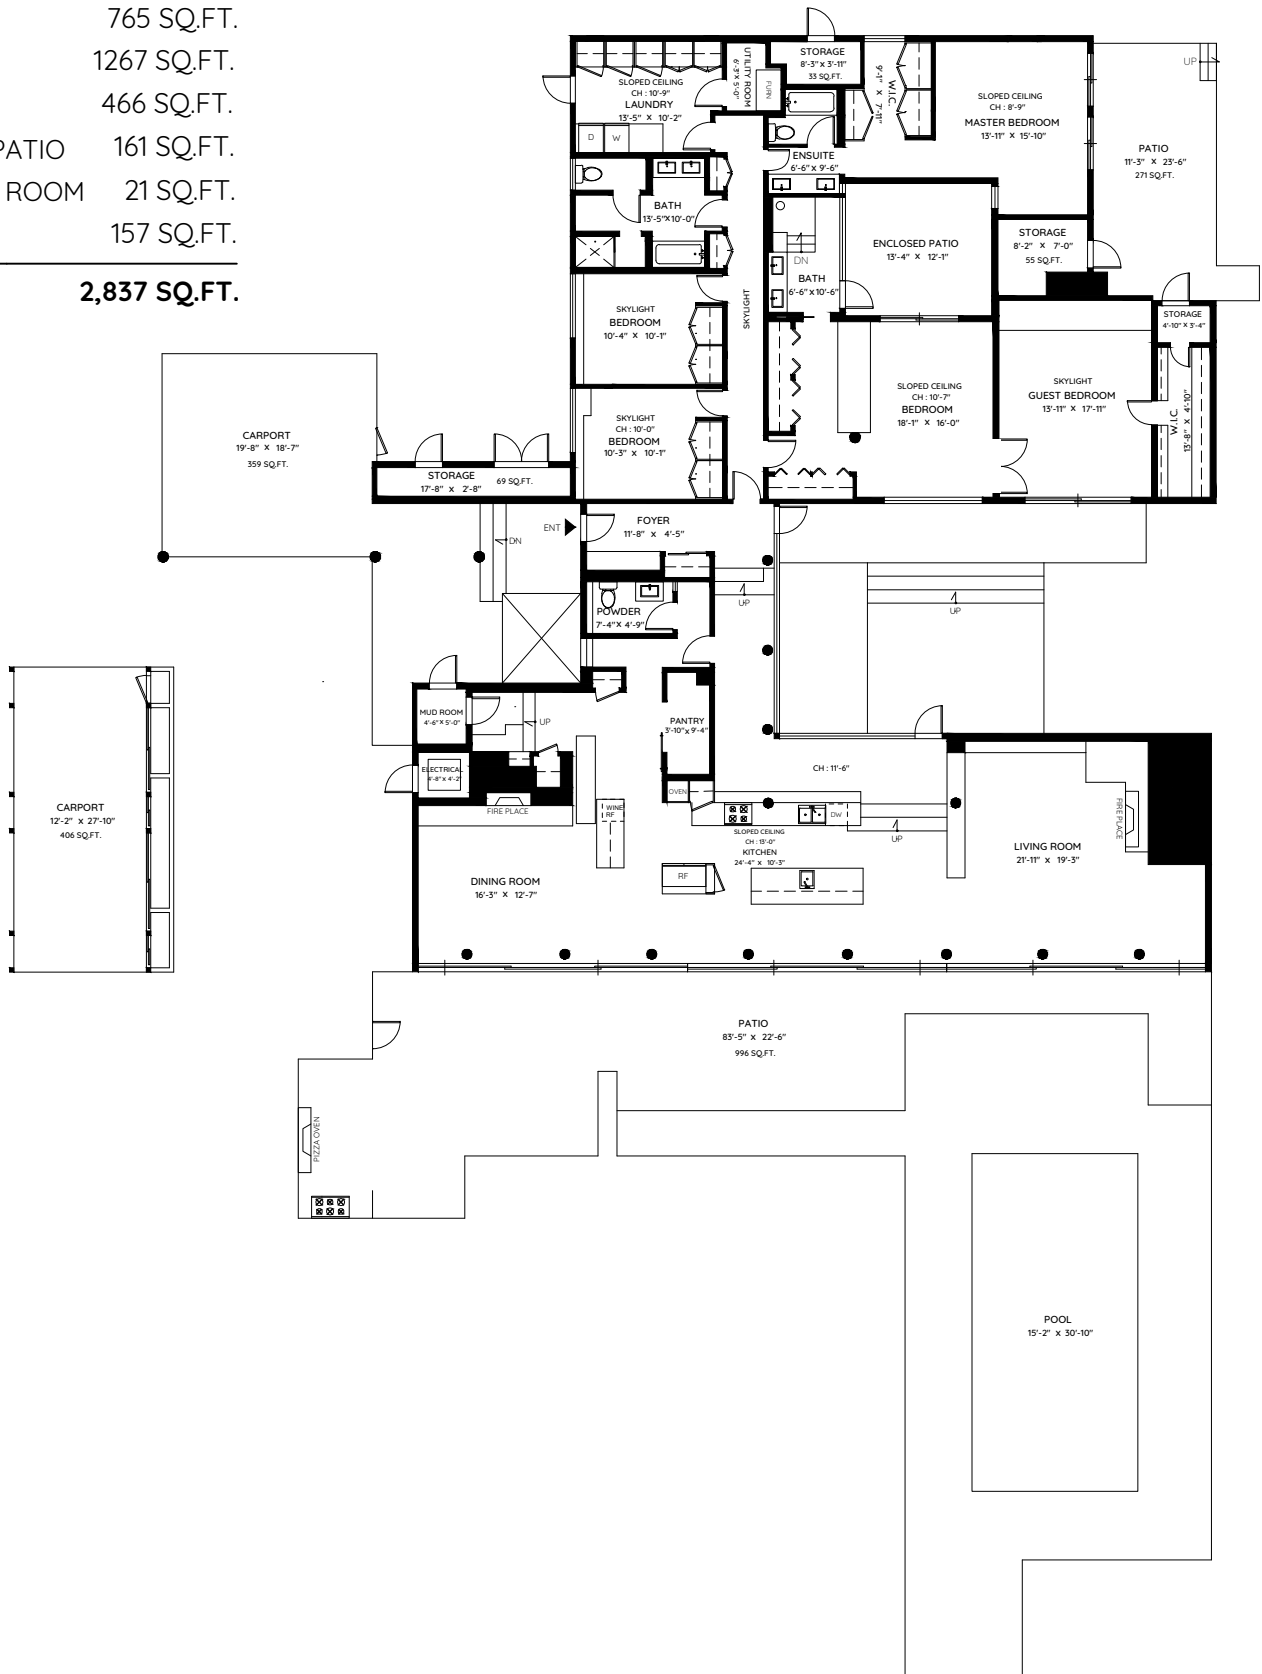 765 SQ.FT.
1267 SQ.FT.
466 SQ.FT.
PATIO 161 SQ.FT.
ROOM 21 SQ.FT.
157 SQ.FT.
2,837 SQ.FT.
SLOPED CEILING
CH : 10'-9"
LAUNDRY
13'-5" X 10'-2"
D W
UTILITY ROOM
6'-3" X 5'-0"
FURN
STORAGE
8'-3" X 3'-11"
33 SQ.FT.
W.I.C.
9'-1" X 7'-11"
SLOPED CEILING
CH : 8'-9"
MASTER BEDROOM
13'-11" X 15'-10"
UP
PATIO
11'-3" X 23'-6"
271 SQ.FT.
ENSUITE
6'-6" X 9'-6"
BATH
13'-5" X 10'-0"
DN
BATH
6'-6" X 10'-6"
ENCLOSED PATIO
13'-4" X 12'-1"
STORAGE
8'-2" X 7'-0"
55 SQ.FT.
SKYLIGHT
BEDROOM
10'-4" X 10'-1"
SKYLIGHT
STORAGE
4'-10" X 3'-4"
SKYLIGHT
CH : 10'-0"
BEDROOM
10'-3" X 10'-1"
SLOPED CEILING
CH : 10'-7"
BEDROOM
18'-1" X 16'-0"
SKYLIGHT
GUEST BEDROOM
13'-11" X 17'-11"
W.I.C.
13'-8" X 4'-10"
CARPORT
19'-8" X 18'-7"
359 SQ.FT.
STORAGE
17'-8" X 2'-8"
69 SQ.FT.
ENT
FOYER
11'-8" X 4'-5"
DN
UP
UP
POWDER
7'-4" X 4'-9"
MUD ROOM
4'-6" X 5'-0"
UP
PANTRY
3'-10" X 9'-4"
ELECTRICAL
4'-8" X 4'-2"
FIRE PLACE
WINE
RF
OVEN
CH : 11'-6"
DW
UP
SLOPED CEILING
CH : 13'-0"
KITCHEN
24'-4" X 10'-3"
RF
FIRE PLACE
LIVING ROOM
21'-11" X 19'-3"
DINING ROOM
16'-3" X 12'-7"
CARPORT
12'-2" X 27'-10"
406 SQ.FT.
PATIO
83'-5" X 22'-6"
996 SQ.FT.
PIZZA OVEN
POOL
15'-2" X 30'-10"